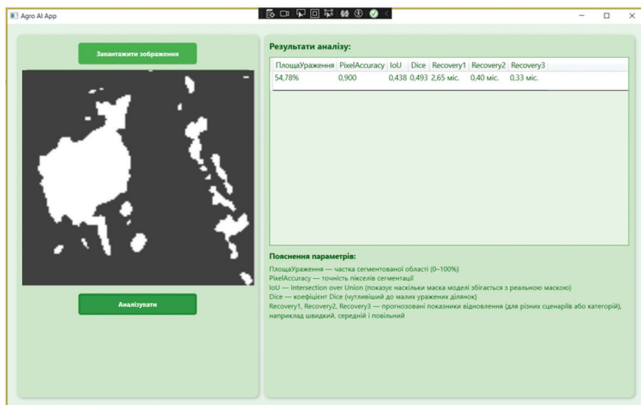 Agro AI App
Завантажити зображення
Аналізувати
Результати аналізу:
ПлощаУраження PixelAccuracy IoU Dice Recovery1 Recovery2 Recovery3
54,78% 0,900 0,438 0,493 2,65 міс. 0,40 міс. 0,33 міс.
Пояснення параметрів:
ПлощаУраження — частка сегментованої області (0–100%)
PixelAccuracy — точність пікселів сегментації
IoU — Intersection over Union (показує наскільки маска моделі збігається з реальною маскою)
Dice — коефіцієнт Dice (чутливіший до малих уражених ділянок)
Recovery1, Recovery2, Recovery3 — прогнозовані показники відновлення (для різних сценаріїв або категорій),
наприклад швидкий, середній і повільний